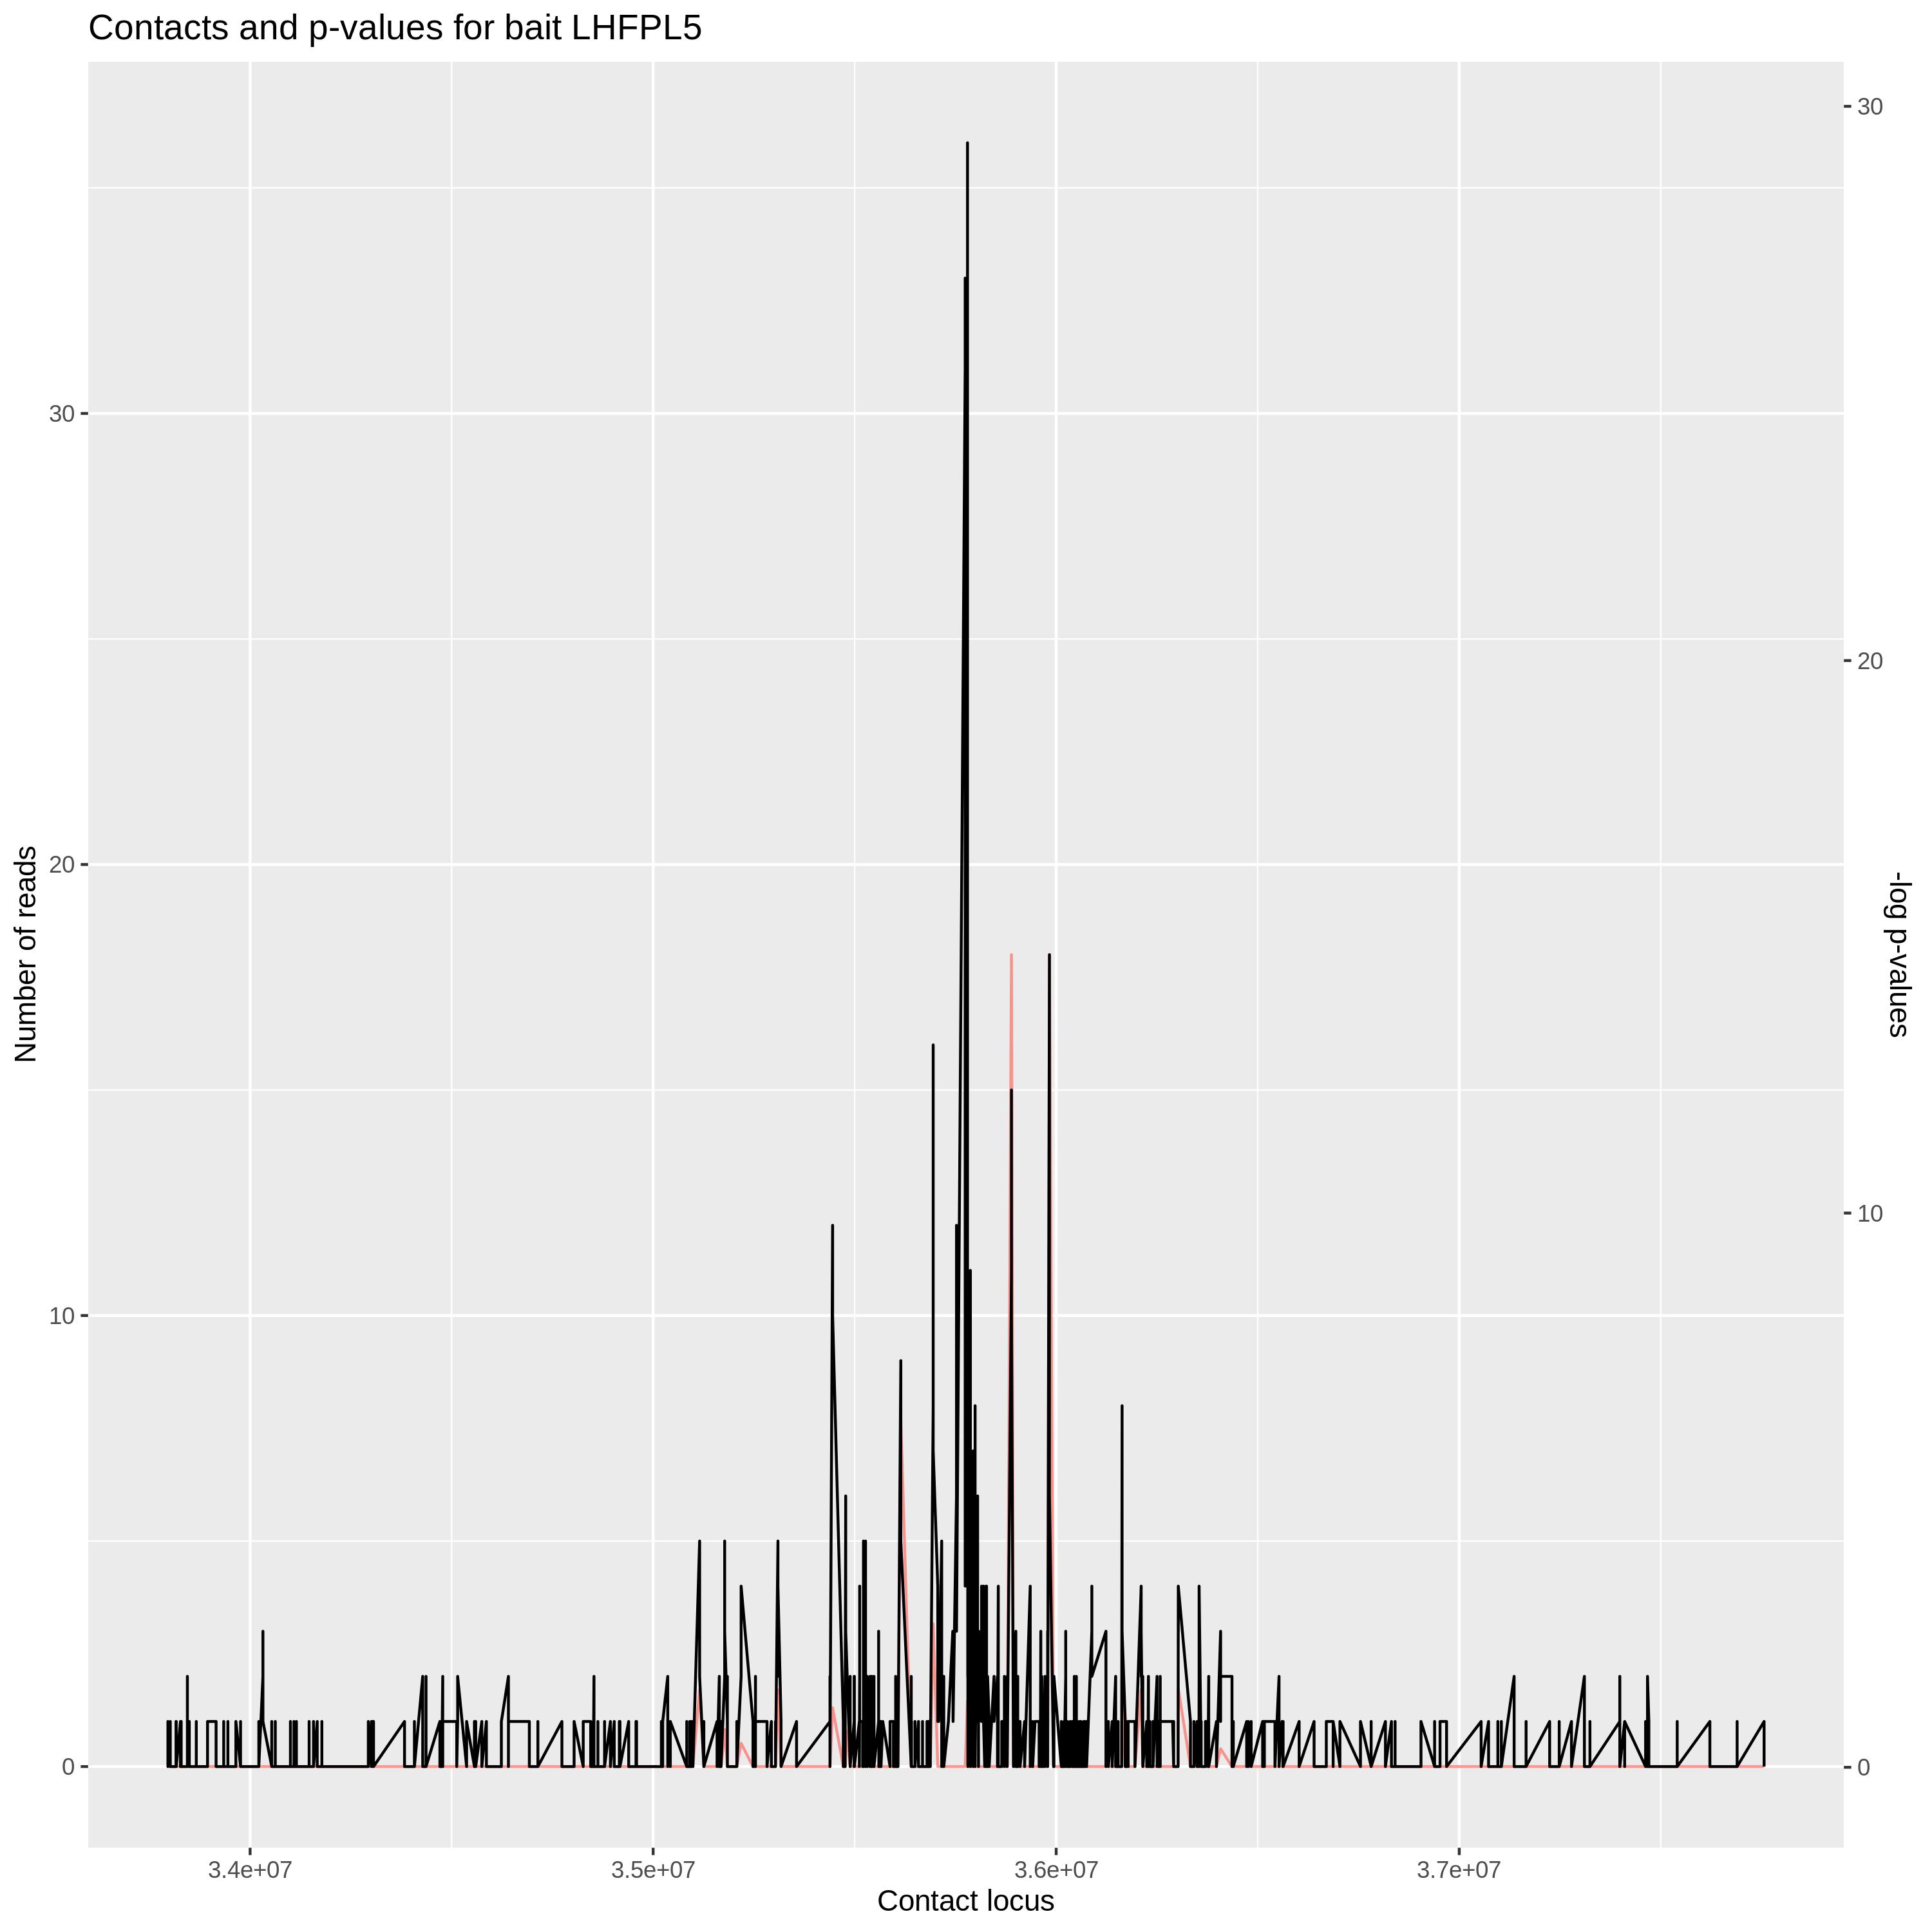 Contacts and p-values for bait LHFPL5
30
20
10
0
Number of reads
30
20
10
0
-log p-values
3.4e+07
3.5e+07
3.6e+07
3.7e+07
Contact locus